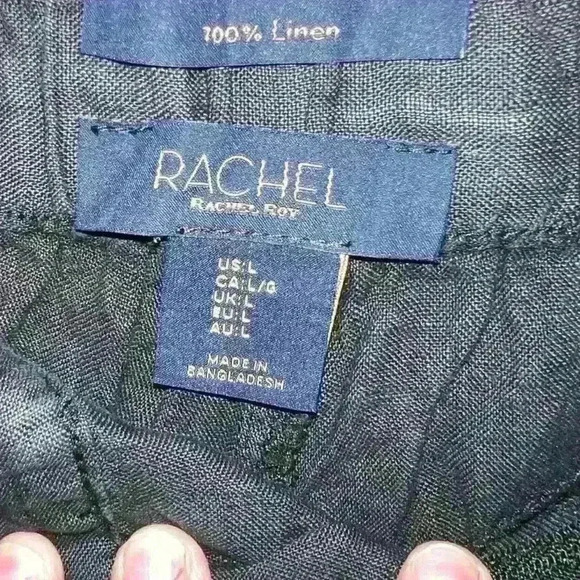 100% Linen
RACHEL
RACHEL ROY
US:L
CA:L/G
UK:L
EU:L
AU:L
MADE IN
BANGLADESH